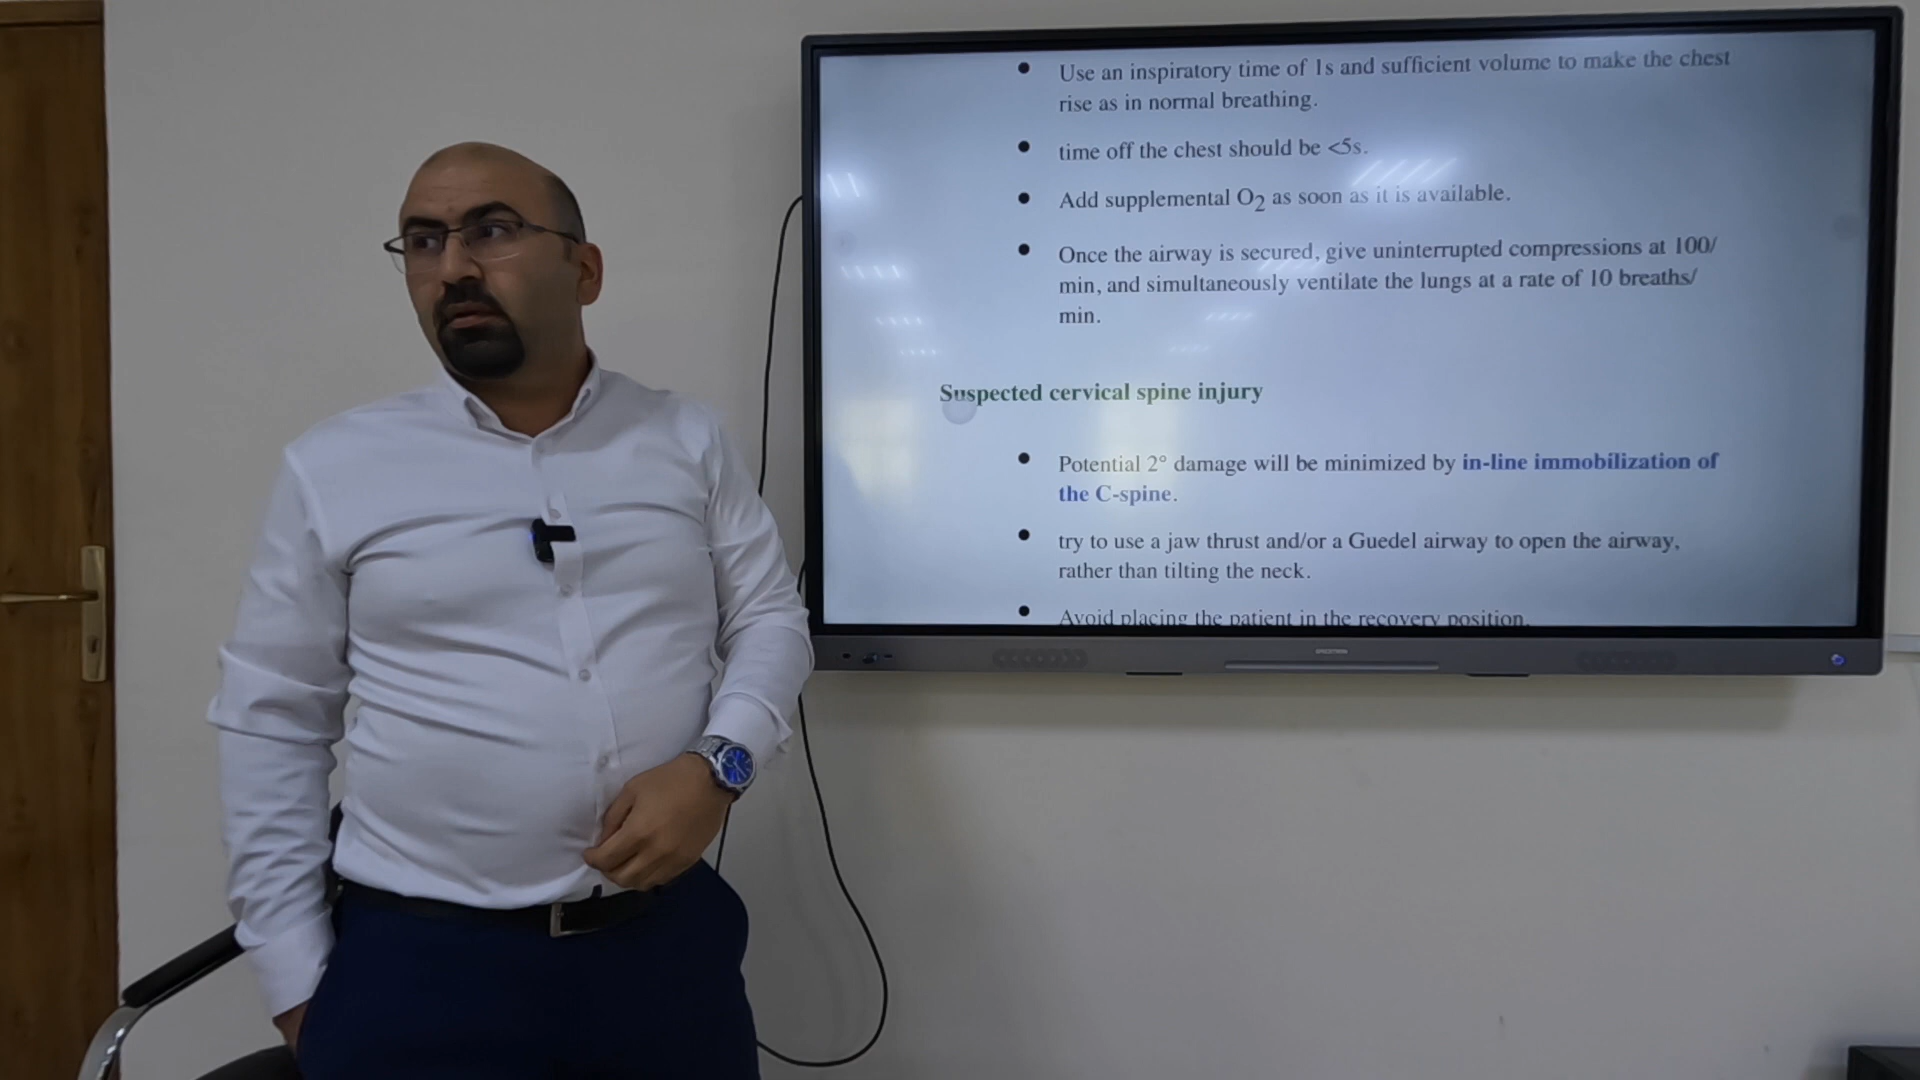 Use an inspiratory time of 1s and sufficient volume to make the chest
rise as in normal breathing.
time off the chest should be <5s.
Add supplemental O₂ as soon as it is available.
Once the airway is secured, give uninterrupted compressions at 100/
min, and simultaneously ventilate the lungs at a rate of 10 breaths/
min.
Suspected cervical spine injury
Potential 2° damage will be minimized by in-line immobilization of
the C-spine.
try to use a jaw thrust and/or a Guedel airway to open the airway,
rather than tilting the neck.
Avoid placing the patient in the recovery position.